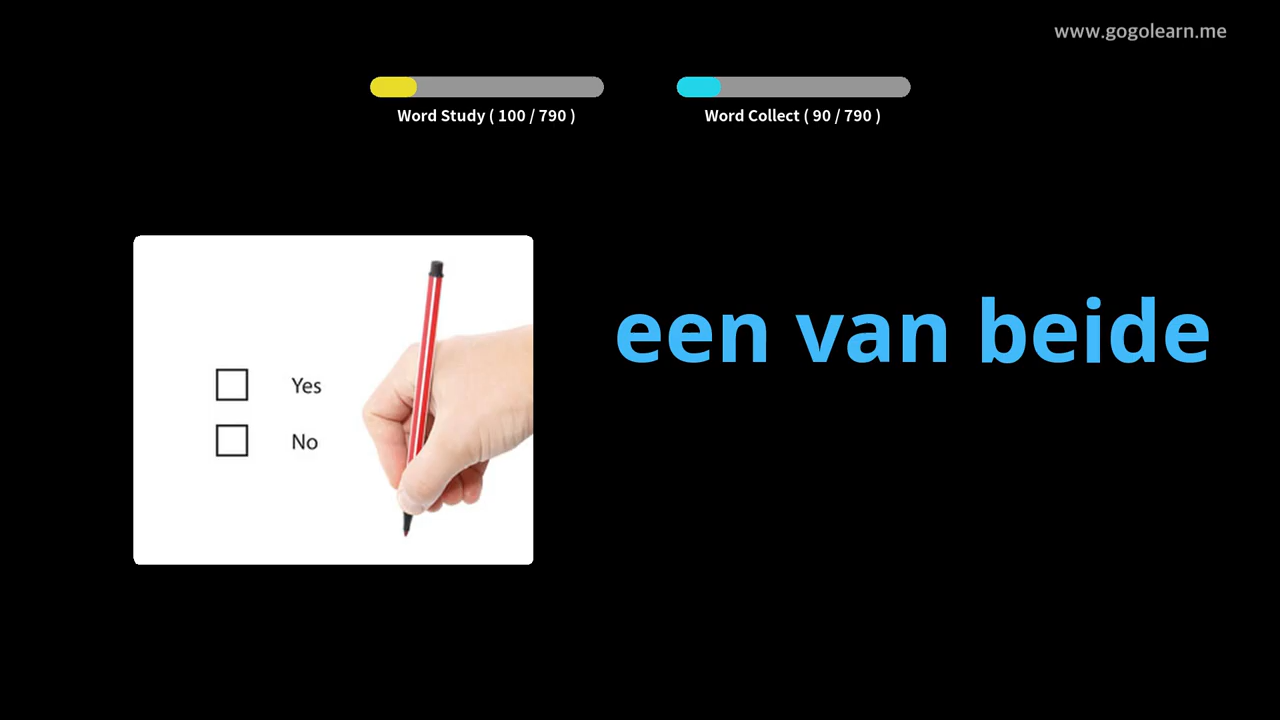 www.gogolearn.me
Word Study ( 100 / 790 )
Word Collect ( 90 / 790 )
een van beide
Yes
No